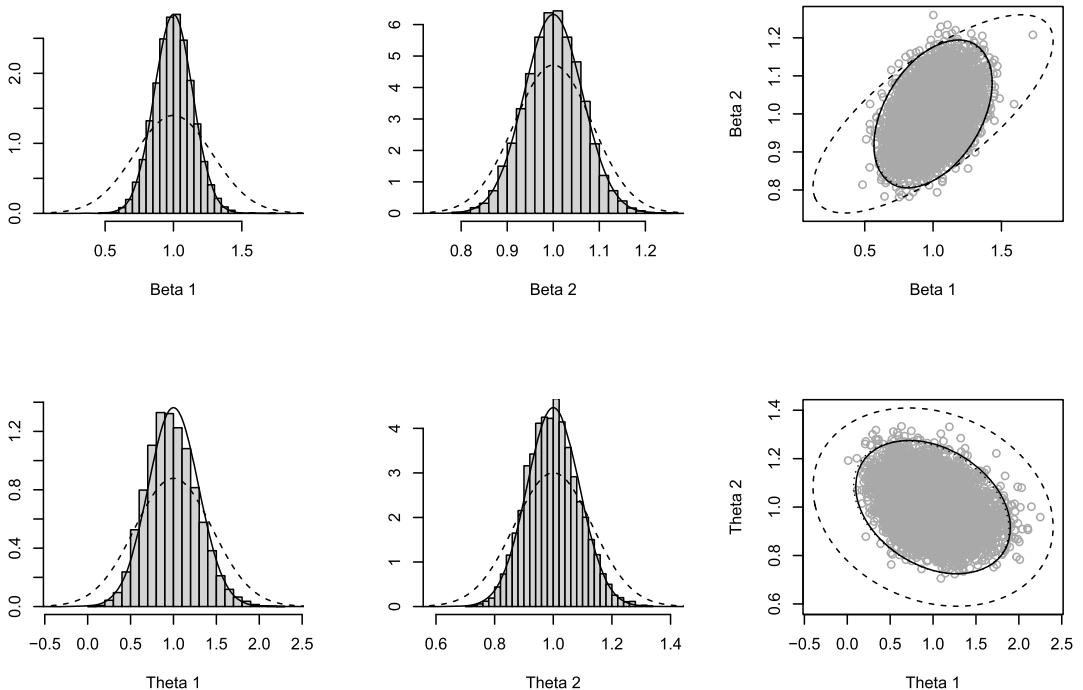 0.0 1.0 2.0
0.5 1.0 1.5
Beta 1
0 1 2 3 4 5 6
0.8 0.9 1.0 1.1 1.2
Beta 2
0.8 0.9 1.0 1.1 1.2
Beta 2
0.5 1.0 1.5
Beta 1
0.0 0.4 0.8 1.2
−0.5 0.0 0.5 1.0 1.5 2.0 2.5
Theta 1
0 1 2 3 4
0.6 0.8 1.0 1.2 1.4
Theta 2
0.6 0.8 1.0 1.2 1.4
Theta 2
−0.5 0.0 0.5 1.0 1.5 2.0 2.5
Theta 1